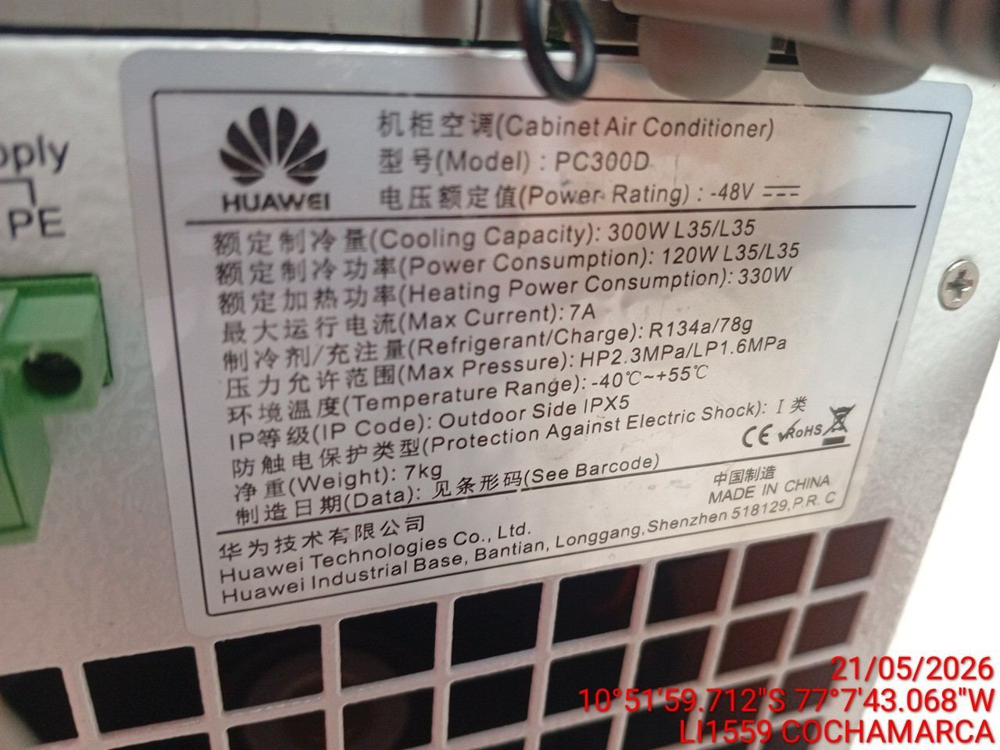 pply
PE
HUAWEI
机柜空调(Cabinet Air Conditioner)
型号(Model) : PC300D
电压额定值(Power Rating) : -48V
额定制冷量(Cooling Capacity): 300W L35/L35
额定制冷功率(Power Consumption): 120W L35/L35
额定加热功率(Heating Power Consumption): 330W
最大运行电流(Max Current): 7A
制冷剂/充注量(Refrigerant/Charge): R134a/78g
压力允许范围(Max Pressure): HP2.3MPa/LP1.6MPa
环境温度(Temperature Range): -40℃~+55℃
IP等级(IP Code): Outdoor Side IPX5
防触电保护类型(Protection Against Electric Shock): I 类
净重(Weight): 7kg
CE RoHS
制造日期(Data): 见条形码(See Barcode)
中国制造
MADE IN CHINA
华为技术有限公司
Huawei Technologies Co., Ltd.
Huawei Industrial Base, Bantian, Longgang, Shenzhen 518129, P.R. C
21/05/2026
10°51'59.712"S 77°7'43.068"W
LI1559 COCHAMARCA